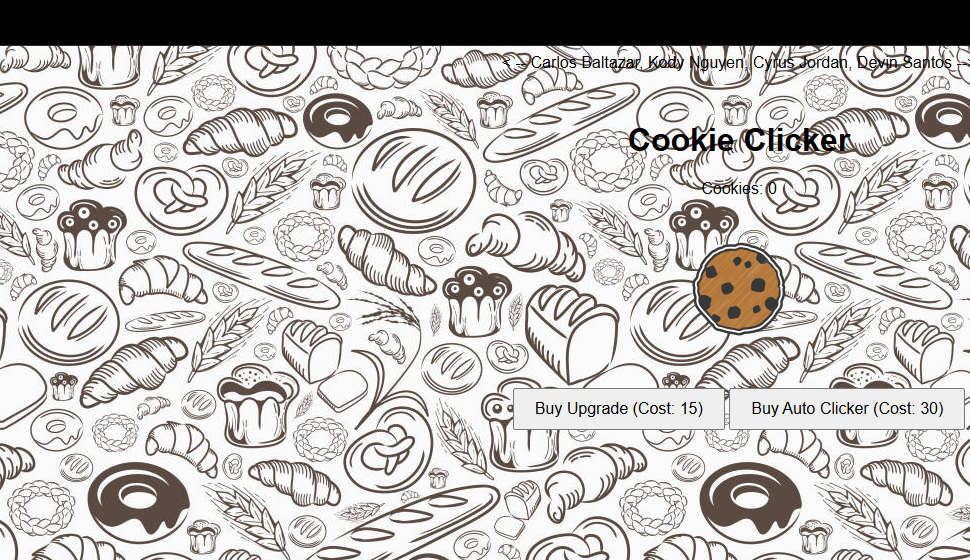 < -- Carlos Baltazar, Kody Nguyen, Cyrus Jordan, Devin Santos --
Cookie Clicker
Cookies: 0
Buy Upgrade (Cost: 15)
Buy Auto Clicker (Cost: 30)